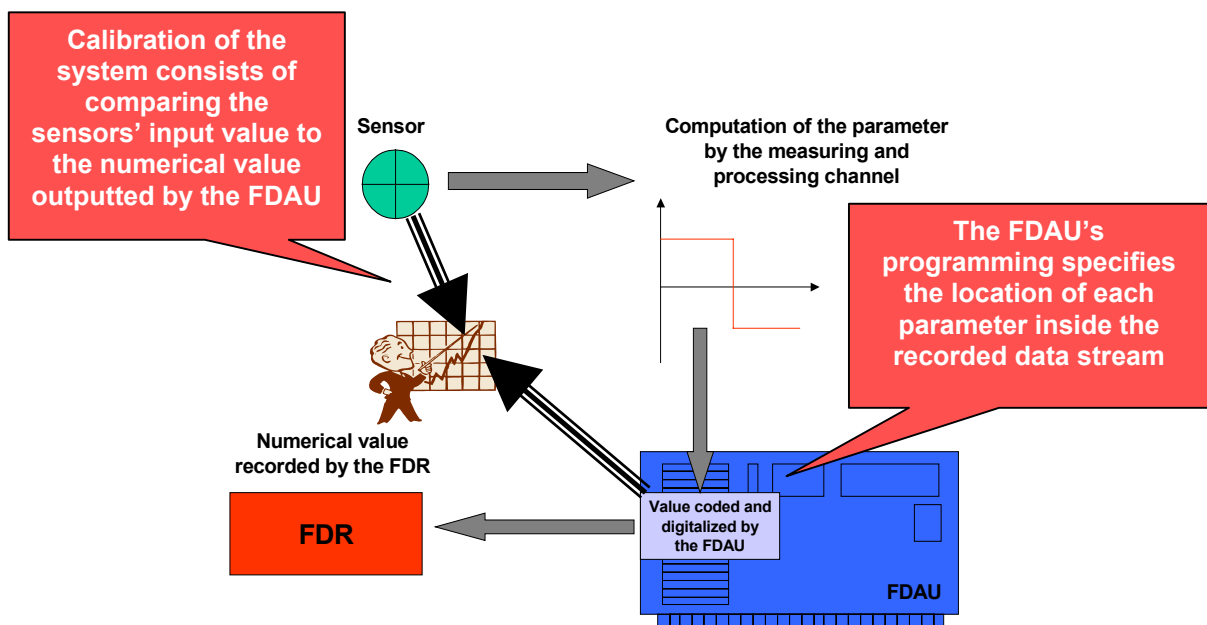 Calibration of the
system consists of
comparing the
sensors’ input value to
the numerical value
outputted by the FDAU
Sensor
Computation of the parameter
by the measuring and
processing channel
The FDAU’s
programming specifies
the location of each
parameter inside the
recorded data stream
Numerical value
recorded by the FDR
FDR
Value coded and
digitalized by
the FDAU
FDAU